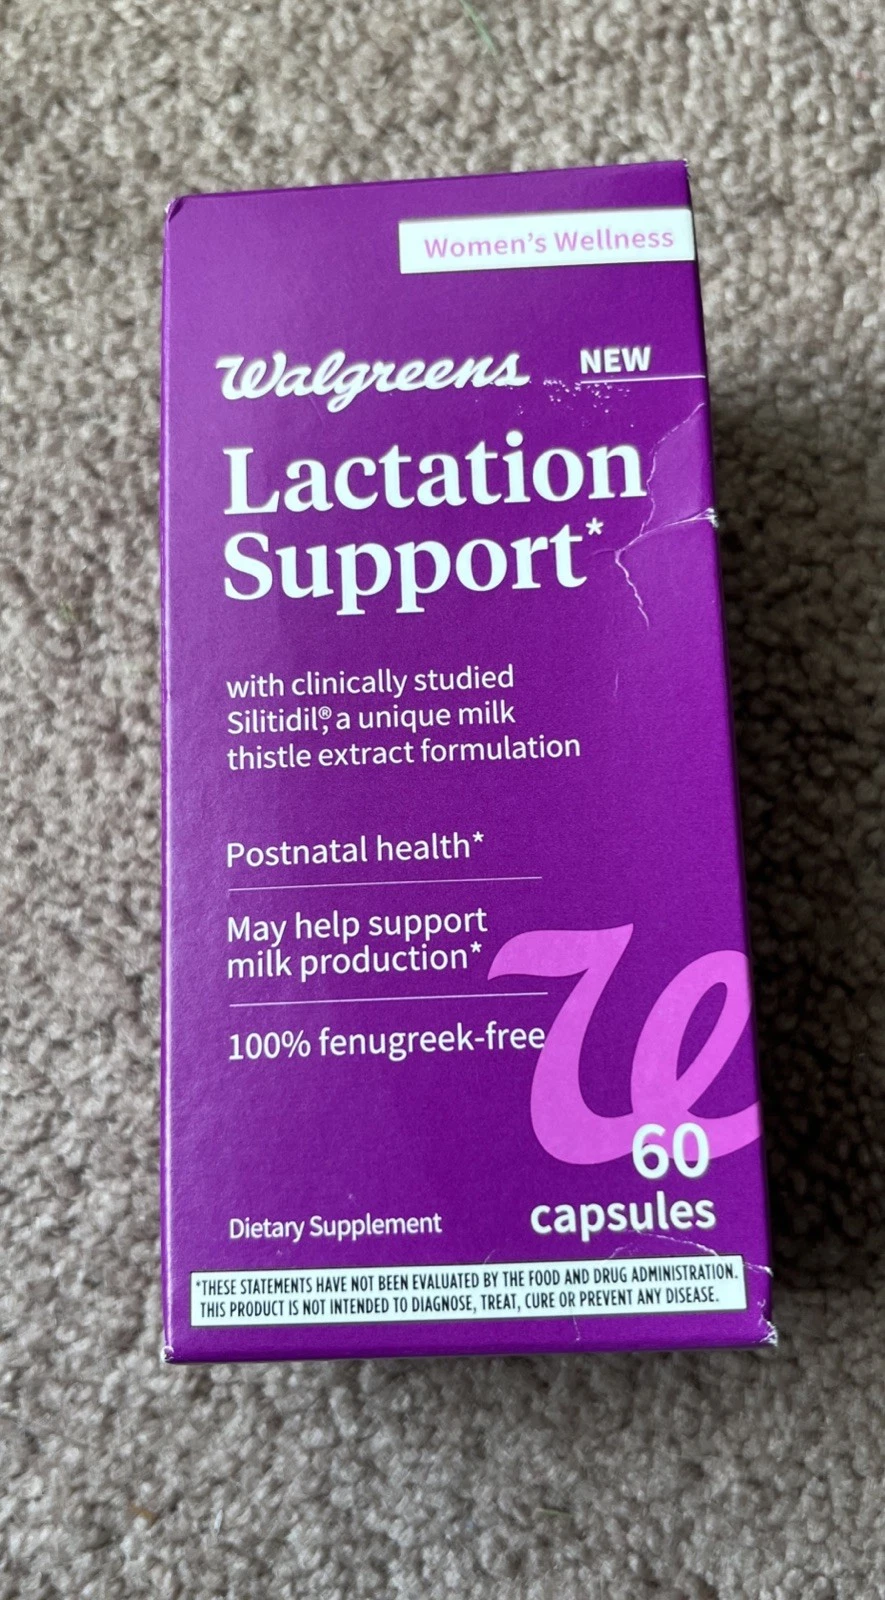 Women's Wellness
Walgreens NEW
Lactation
Support*
with clinically studied
Silitidil®, a unique milk
thistle extract formulation
Postnatal health*
May help support
milk production*
100% fenugreek-free
W
60
capsules
Dietary Supplement
*THESE STATEMENTS HAVE NOT BEEN EVALUATED BY THE FOOD AND DRUG ADMINISTRATION.
THIS PRODUCT IS NOT INTENDED TO DIAGNOSE, TREAT, CURE OR PREVENT ANY DISEASE.